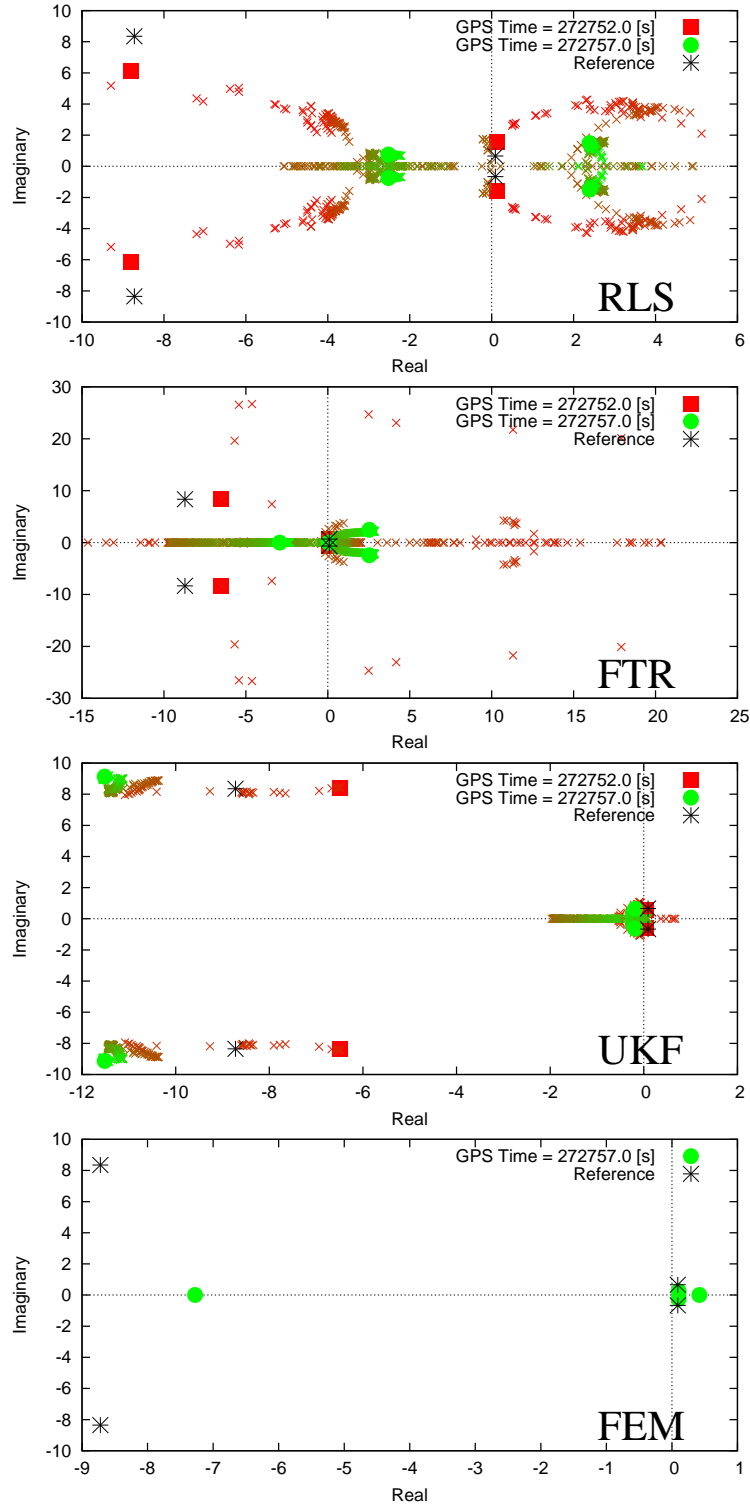 10
8
6
4
2
0
-2
-4
-6
-8
-10
-10 -8 -6 -4 -2 0 2 4 6
Imaginary
Real
GPS Time = 272752.0 [s]
GPS Time = 272757.0 [s]
Reference
RLS
30
20
10
0
-10
-20
-30
-15 -10 -5 0 5 10 15 20 25
Imaginary
Real
GPS Time = 272752.0 [s]
GPS Time = 272757.0 [s]
Reference
FTR
10
8
6
4
2
0
-2
-4
-6
-8
-10
-12 -10 -8 -6 -4 -2 0 2
Imaginary
Real
GPS Time = 272752.0 [s]
GPS Time = 272757.0 [s]
Reference
UKF
10
8
6
4
2
0
-2
-4
-6
-8
-10
-9 -8 -7 -6 -5 -4 -3 -2 -1 0 1
Imaginary
Real
GPS Time = 272757.0 [s]
Reference
FEM